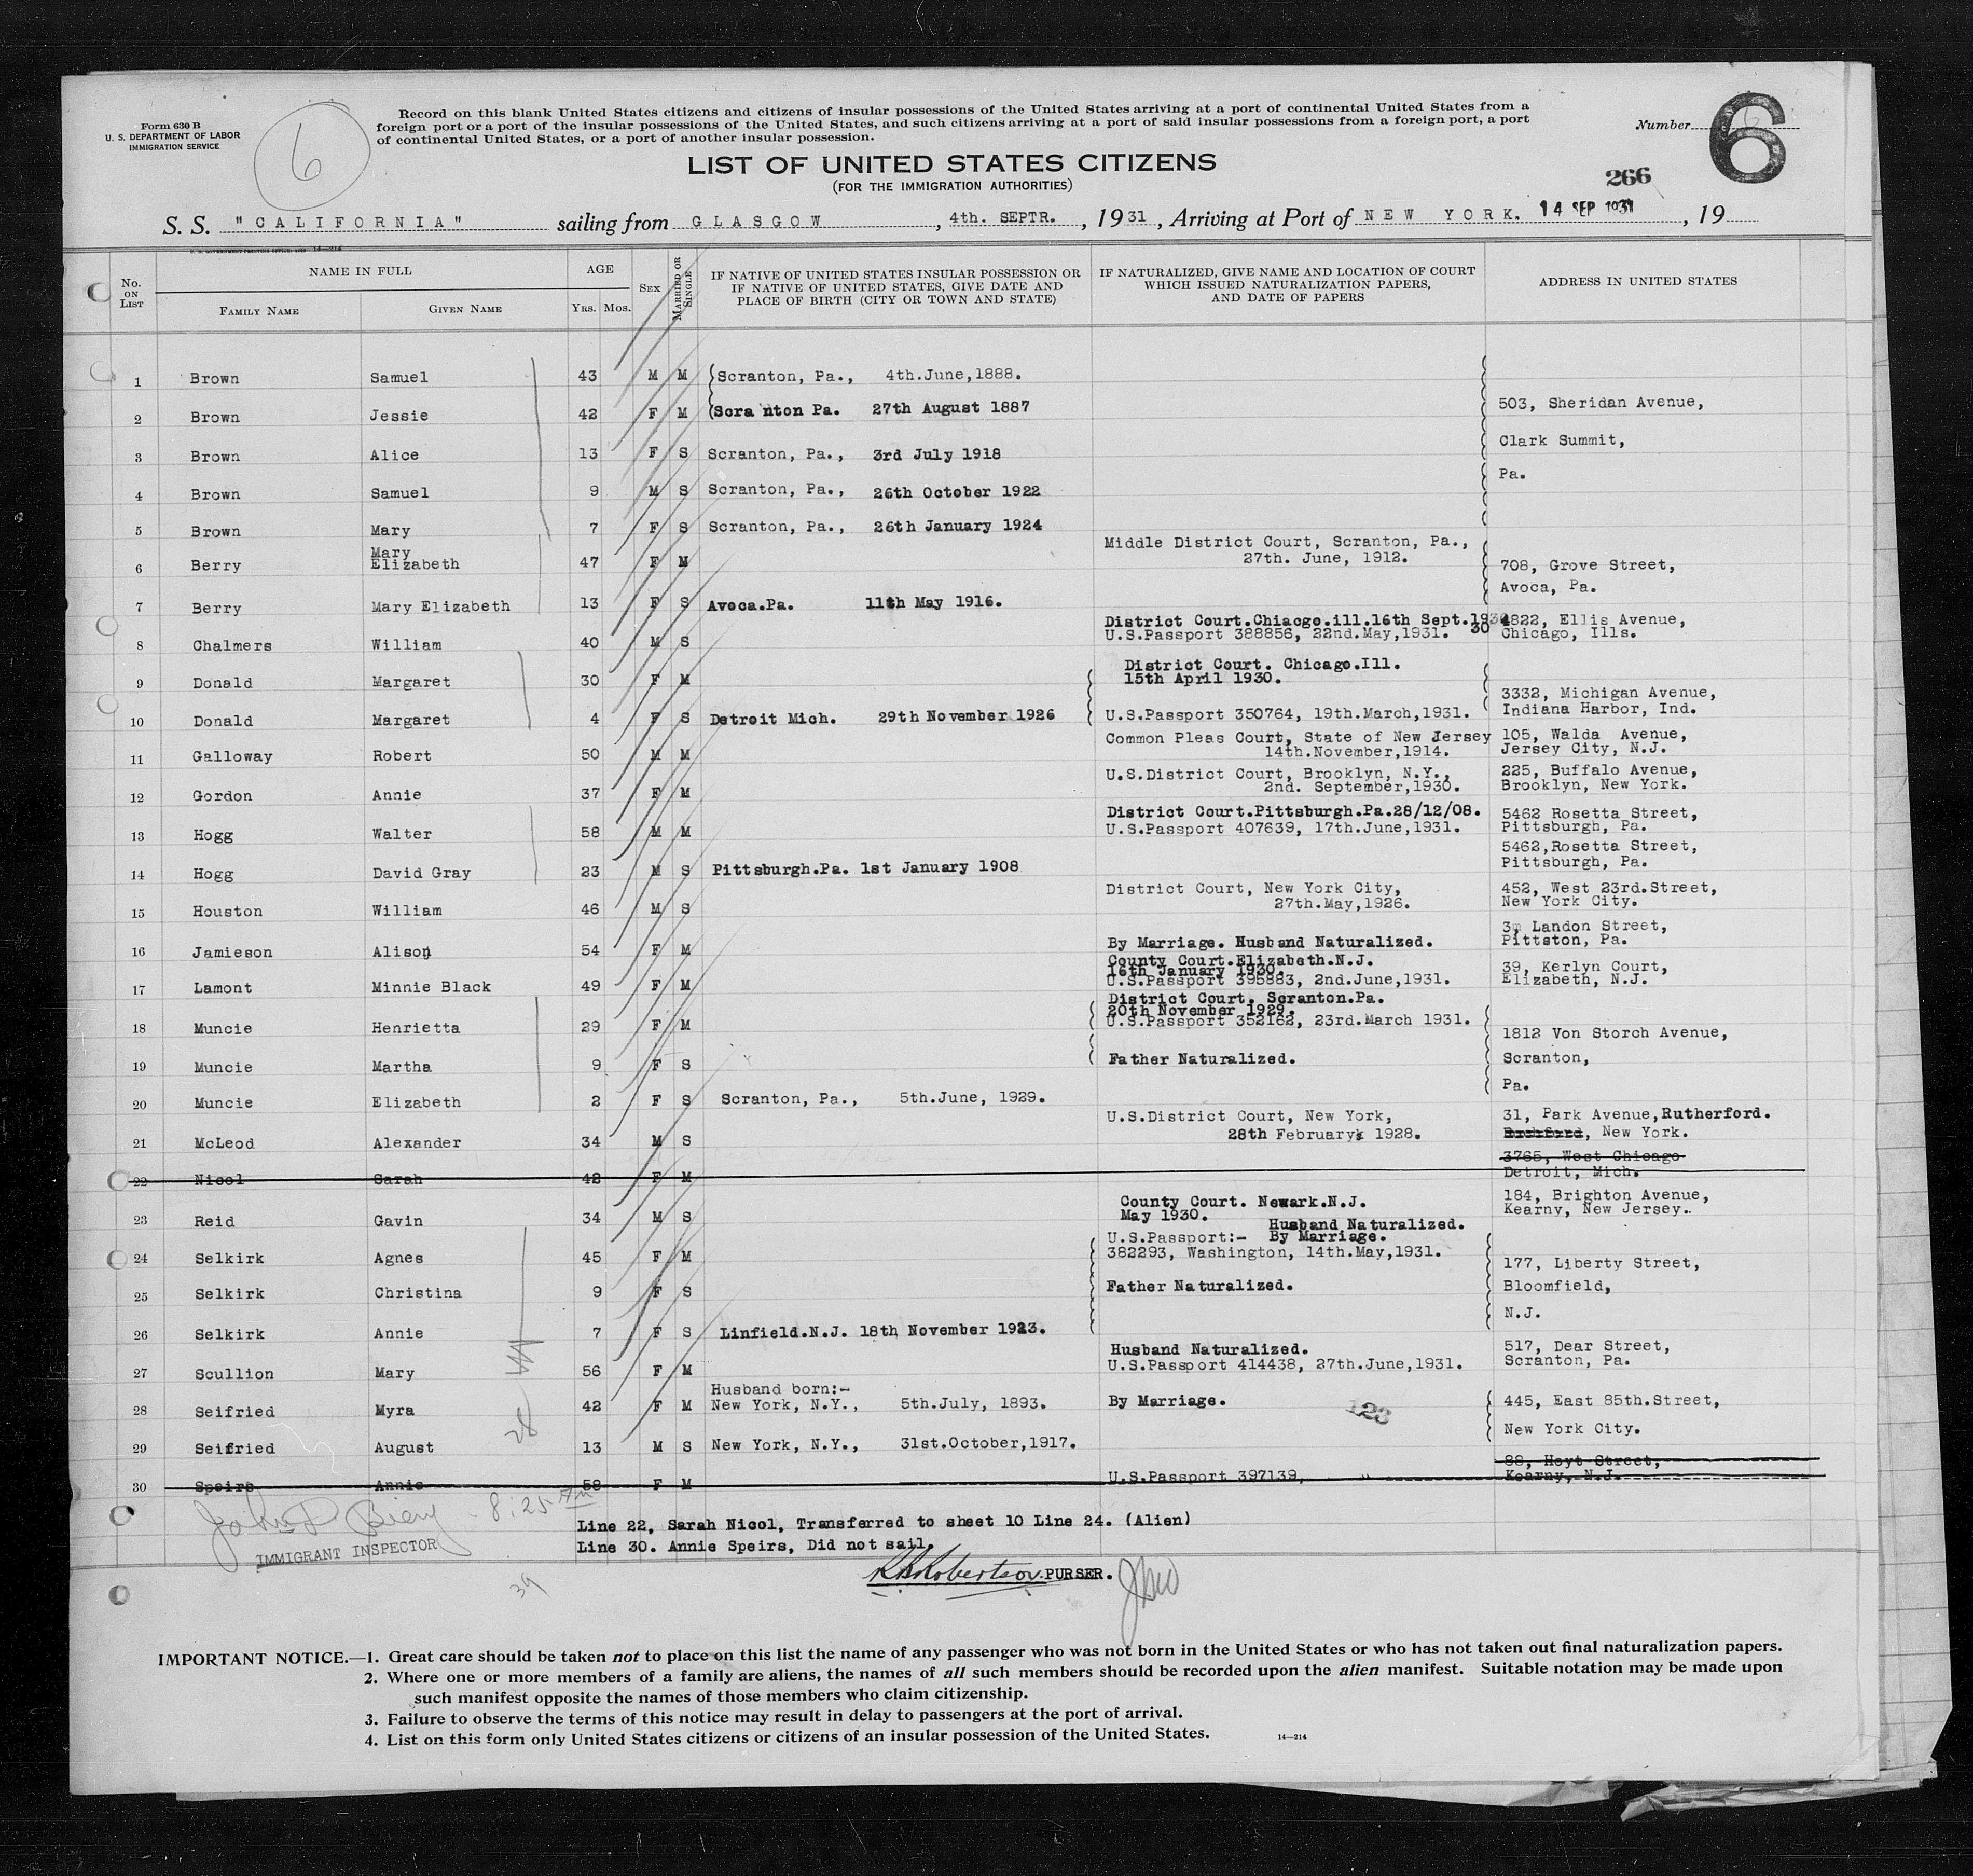 Form 630 B
U. S. DEPARTMENT OF LABOR
IMMIGRATION SERVICE
6
Record on this blank United States citizens and citizens of insular possessions of the United States arriving at a port of continental United States from a
foreign port or a port of the insular possessions of the United States, and such citizens arriving at a port of said insular possessions from a foreign port, a port
of continental United States, or a port of another insular possession.
Number 6
LIST OF UNITED STATES CITIZENS
(FOR THE IMMIGRATION AUTHORITIES)
266
S. S. "CALIFORNIA" sailing from GLASGOW, 4th. SEPTR., 1931, Arriving at Port of NEW YORK. 14 SEP 1931, 19
No. ON LIST NAME IN FULL AGE SEX MARRIED OR SINGLE IF NATIVE OF UNITED STATES INSULAR POSSESSION OR IF NATIVE OF UNITED STATES, GIVE DATE AND PLACE OF BIRTH (CITY OR TOWN AND STATE) IF NATURALIZED, GIVE NAME AND LOCATION OF COURT WHICH ISSUED NATURALIZATION PAPERS, AND DATE OF PAPERS ADDRESS IN UNITED STATES
FAMILY NAME GIVEN NAME YRS. MOS.
1 Brown Samuel 43 M M Scranton, Pa., 4th.June,1888.
2 Brown Jessie 42 F M Scra nton Pa. 27th August 1887 503, Sheridan Avenue,
3 Brown Alice 13 F S Scranton, Pa., 3rd July 1918 Clark Summit,
4 Brown Samuel 9 M S Scranton, Pa., 26th October 1922 Pa.
5 Brown Mary 7 F S Scranton, Pa., 26th January 1924
6 Berry Mary Elizabeth 47 F M Middle District Court, Scranton, Pa., 27th. June, 1912. 708, Grove Street,
Avoca, Pa.
7 Berry Mary Elizabeth 13 F S Avoca.Pa. 11th May 1916.
8 Chalmers William 40 M S District Court.Chiacgo.ill.16th Sept.1930 4822, Ellis Avenue,
U.S.Passport 388856, 22nd.May,1931. 30 Chicago, Ills.
9 Donald Margaret 30 F M District Court. Chicago.Ill.
15th April 1930.
10 Donald Margaret 4 F S Detroit Mich. 29th November 1926 U.S.Passport 350764, 19th.March,1931. 3332, Michigan Avenue,
Indiana Harbor, Ind.
11 Galloway Robert 50 M M Common Pleas Court, State of New Jersey 105, Walda Avenue,
14th.November,1914. Jersey City, N.J.
12 Gordon Annie 37 F M U.S.District Court, Brooklyn, N.Y., 225, Buffalo Avenue,
2nd. September,1930. Brooklyn, New York.
13 Hogg Walter 58 M M District Court.Pittsburgh.Pa.28/12/08. 5462 Rosetta Street,
U.S.Passport 407639, 17th.June,1931. Pittsburgh, Pa.
14 Hogg David Gray 23 M S Pittsburgh.Pa. 1st January 1908 5462,Rosetta Street,
Pittsburgh, Pa.
15 Houston William 46 M S District Court, New York City, 452, West 23rd.Street,
27th.May,1926. New York City.
16 Jamieson Alison 54 F M By Marriage. Husband Naturalized. Landon Street,
Pittston, Pa.
17 Lamont Minnie Black 49 F M County Court.Elizabeth.N.J. 39, Kerlyn Court,
16th January 1930. Elizabeth, N.J.
U.S.Passport 395883, 2nd.June,1931.
18 Muncie Henrietta 29 F M District Court. Scranton.Pa.
20th November 1929.
U.S.Passport 352162, 23rd.March 1931. 1812 Von Storch Avenue,
19 Muncie Martha 9 F S Father Naturalized. Scranton,
Pa.
20 Muncie Elizabeth 2 F S Scranton, Pa., 5th.June, 1929.
21 McLeod Alexander 34 M S U.S.District Court, New York, 31, Park Avenue,Rutherford.
28th February 1928. New York.
22 Nicol Sarah 42 F M 3765, West Chicago
Detroit, Mich.
23 Reid Gavin 34 M S County Court. Newark.N.J. 184, Brighton Avenue,
May 1930. Kearny, New Jersey.
24 Selkirk Agnes 45 F M Husband Naturalized.
U.S.Passport:- By Marriage.
382293, Washington, 14th.May,1931. 177, Liberty Street,
25 Selkirk Christina 9 F S Father Naturalized. Bloomfield,
N.J.
26 Selkirk Annie 7 F S Linfield.N.J. 18th November 1923.
27 Scullion Mary 56 F M Husband Naturalized. 517, Dear Street,
U.S.Passport 414438, 27th.June,1931. Scranton, Pa.
28 Seifried Myra 42 F M Husband born:-
New York, N.Y., 5th.July, 1893. By Marriage. 123 445, East 85th.Street,
New York City.
29 Seifried August 13 M S New York, N.Y., 31st.October,1917.
30 Speirs Annie 58 F M U.S.Passport 397139, 88, Hoyt Street,
Kearny, N.J.
28
John D Biery - 8:25 AM
IMMIGRANT INSPECTOR
Line 22, Sarah Nicol, Transferred to sheet 10 Line 24. (Alien)
Line 30. Annie Speirs, Did not sail.
Robertson. PURSER.
39
IMPORTANT NOTICE.—1. Great care should be taken not to place on this list the name of any passenger who was not born in the United States or who has not taken out final naturalization papers.
2. Where one or more members of a family are aliens, the names of all such members should be recorded upon the alien manifest. Suitable notation may be made upon
such manifest opposite the names of those members who claim citizenship.
3. Failure to observe the terms of this notice may result in delay to passengers at the port of arrival.
4. List on this form only United States citizens or citizens of an insular possession of the United States.
14—214